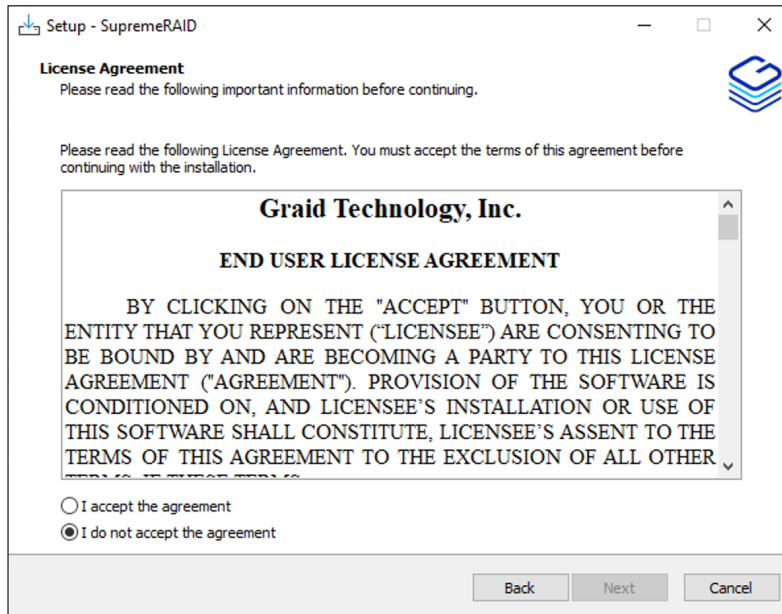 Setup - SupremeRAID
License Agreement
Please read the following important information before continuing.
Please read the following License Agreement. You must accept the terms of this agreement before
continuing with the installation.
Graid Technology, Inc.
END USER LICENSE AGREEMENT
BY CLICKING ON THE "ACCEPT" BUTTON, YOU OR THE
ENTITY THAT YOU REPRESENT (“LICENSEE”) ARE CONSENTING TO
BE BOUND BY AND ARE BECOMING A PARTY TO THIS LICENSE
AGREEMENT ("AGREEMENT"). PROVISION OF THE SOFTWARE IS
CONDITIONED ON, AND LICENSEE’S INSTALLATION OR USE OF
THIS SOFTWARE SHALL CONSTITUTE, LICENSEE’S ASSENT TO THE
TERMS OF THIS AGREEMENT TO THE EXCLUSION OF ALL OTHER
TERMS. IF THESE TERMS
I accept the agreement
I do not accept the agreement
Back
Next
Cancel